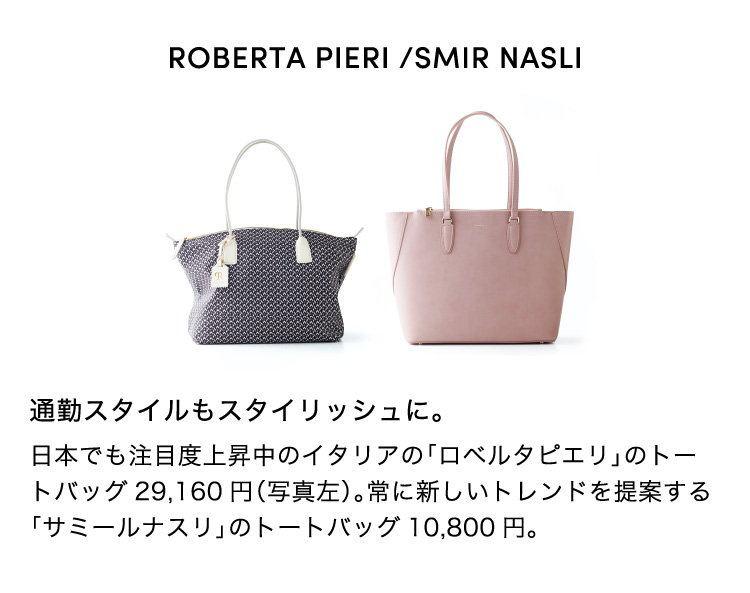 ROBERTA PIERI /SMIR NASLI
通勤スタイルもスタイリッシュに。
日本でも注目度上昇中のイタリアの「ロベルタピエリ」のトー
トバッグ 29,160 円（写真左）。常に新しいトレンドを提案する
「サミールナスリ」のトートバッグ 10,800 円。